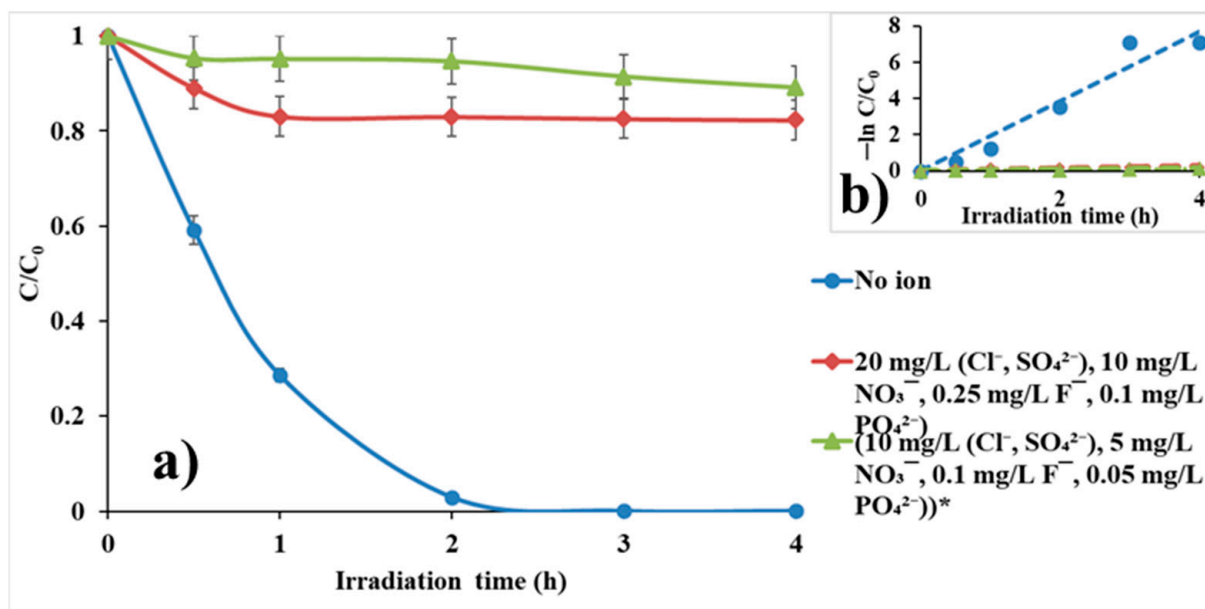 1
0.8
0.6
0.4
0.2
0
C/C₀
0
1
2
3
4
Irradiation time (h)
a)
8
6
4
2
0
−ln C/C₀
0
2
4
Irradiation time (h)
b)
No ion
20 mg/L (Cl⁻, SO₄²⁻), 10 mg/L
NO₃⁻, 0.25 mg/L F⁻, 0.1 mg/L
PO₄²⁻)
(10 mg/L (Cl⁻, SO₄²⁻), 5 mg/L
NO₃⁻, 0.1 mg/L F⁻, 0.05 mg/L
PO₄²⁻))*